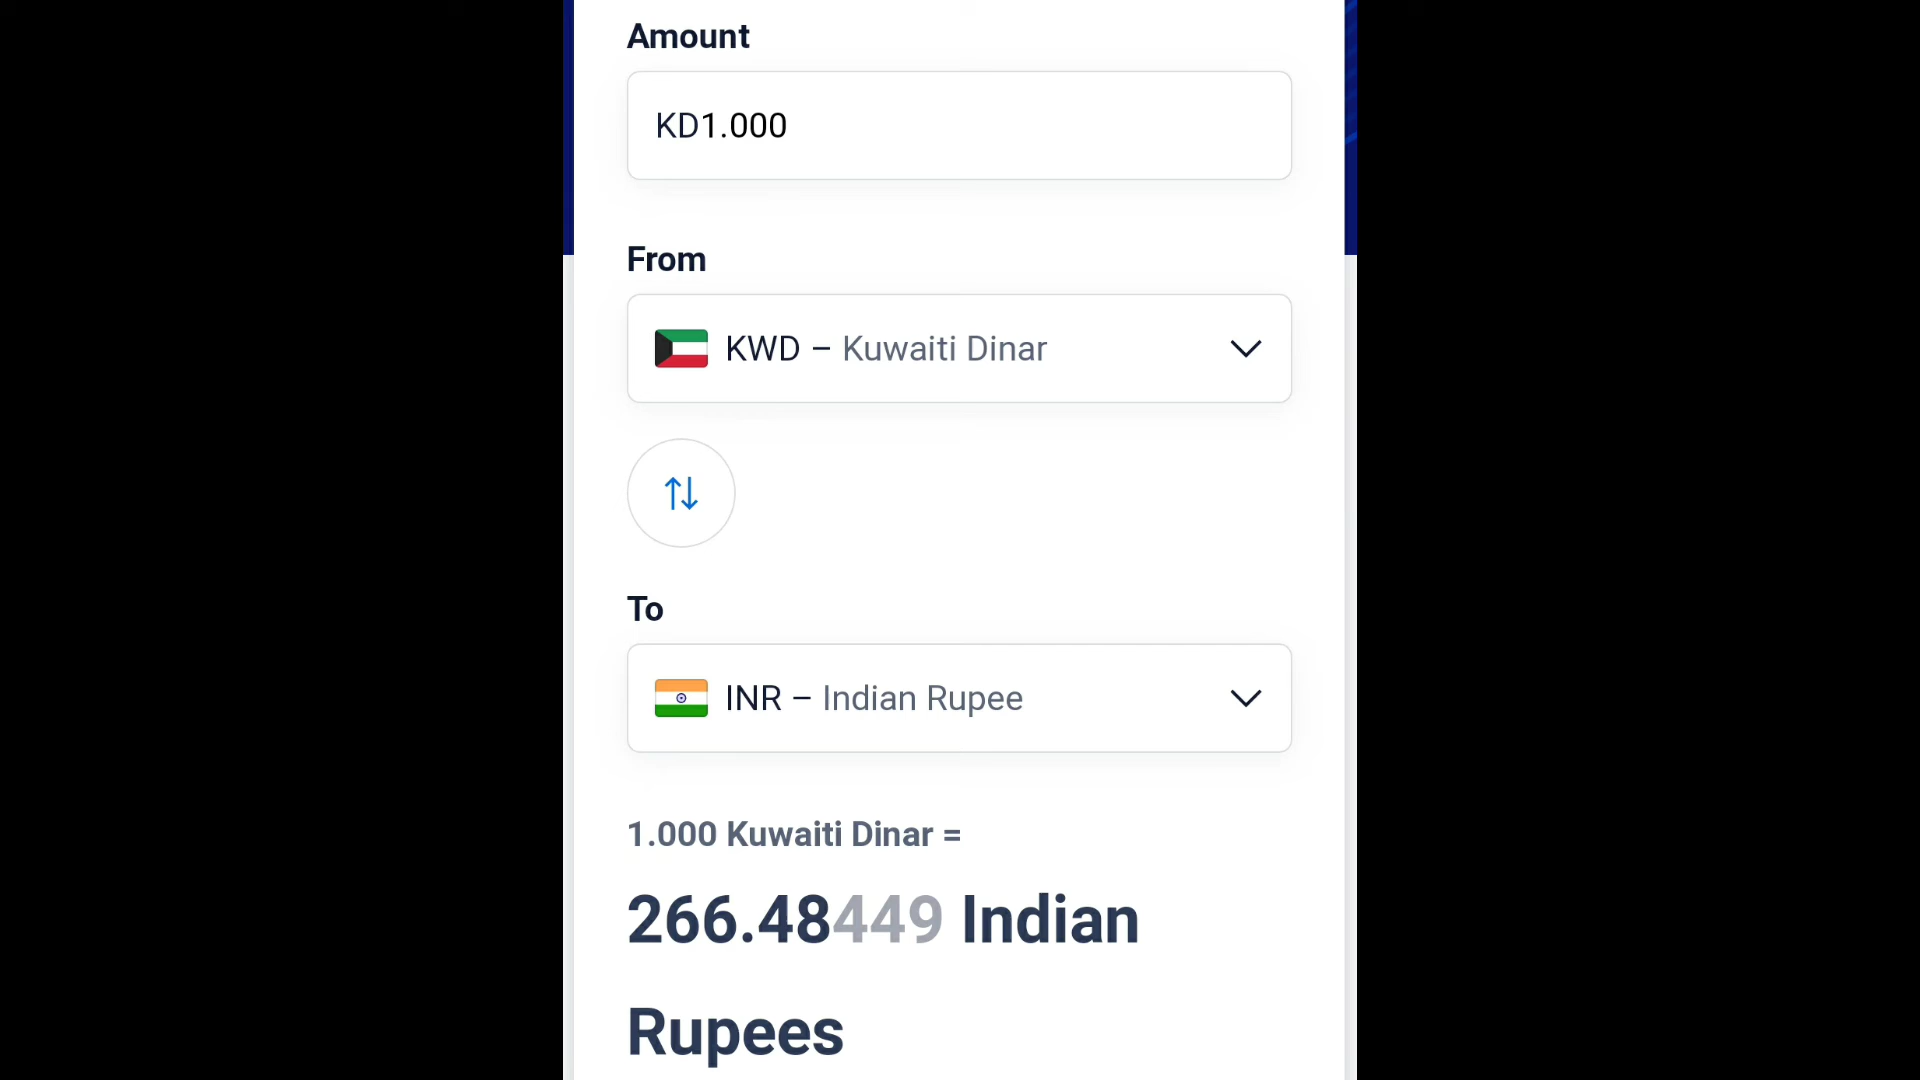 Amount
KD1.000
From
KWD – Kuwaiti Dinar
To
INR – Indian Rupee
1.000 Kuwaiti Dinar =
266.48449 Indian
Rupees